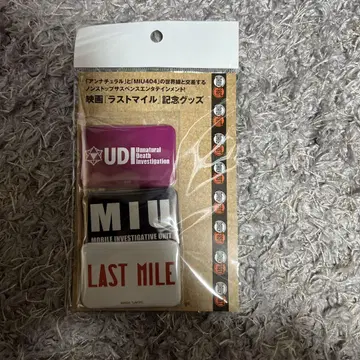 「アンナチュラル」と「MIU404」の世界線と交差する
ノンストップサスペンスエンタテインメント!
映画「ラストマイル」記念グッズ
UDI Unnatural
Death
Investigation
MIU
MOBILE INVESTIGATIVE UNIT
LAST MILE